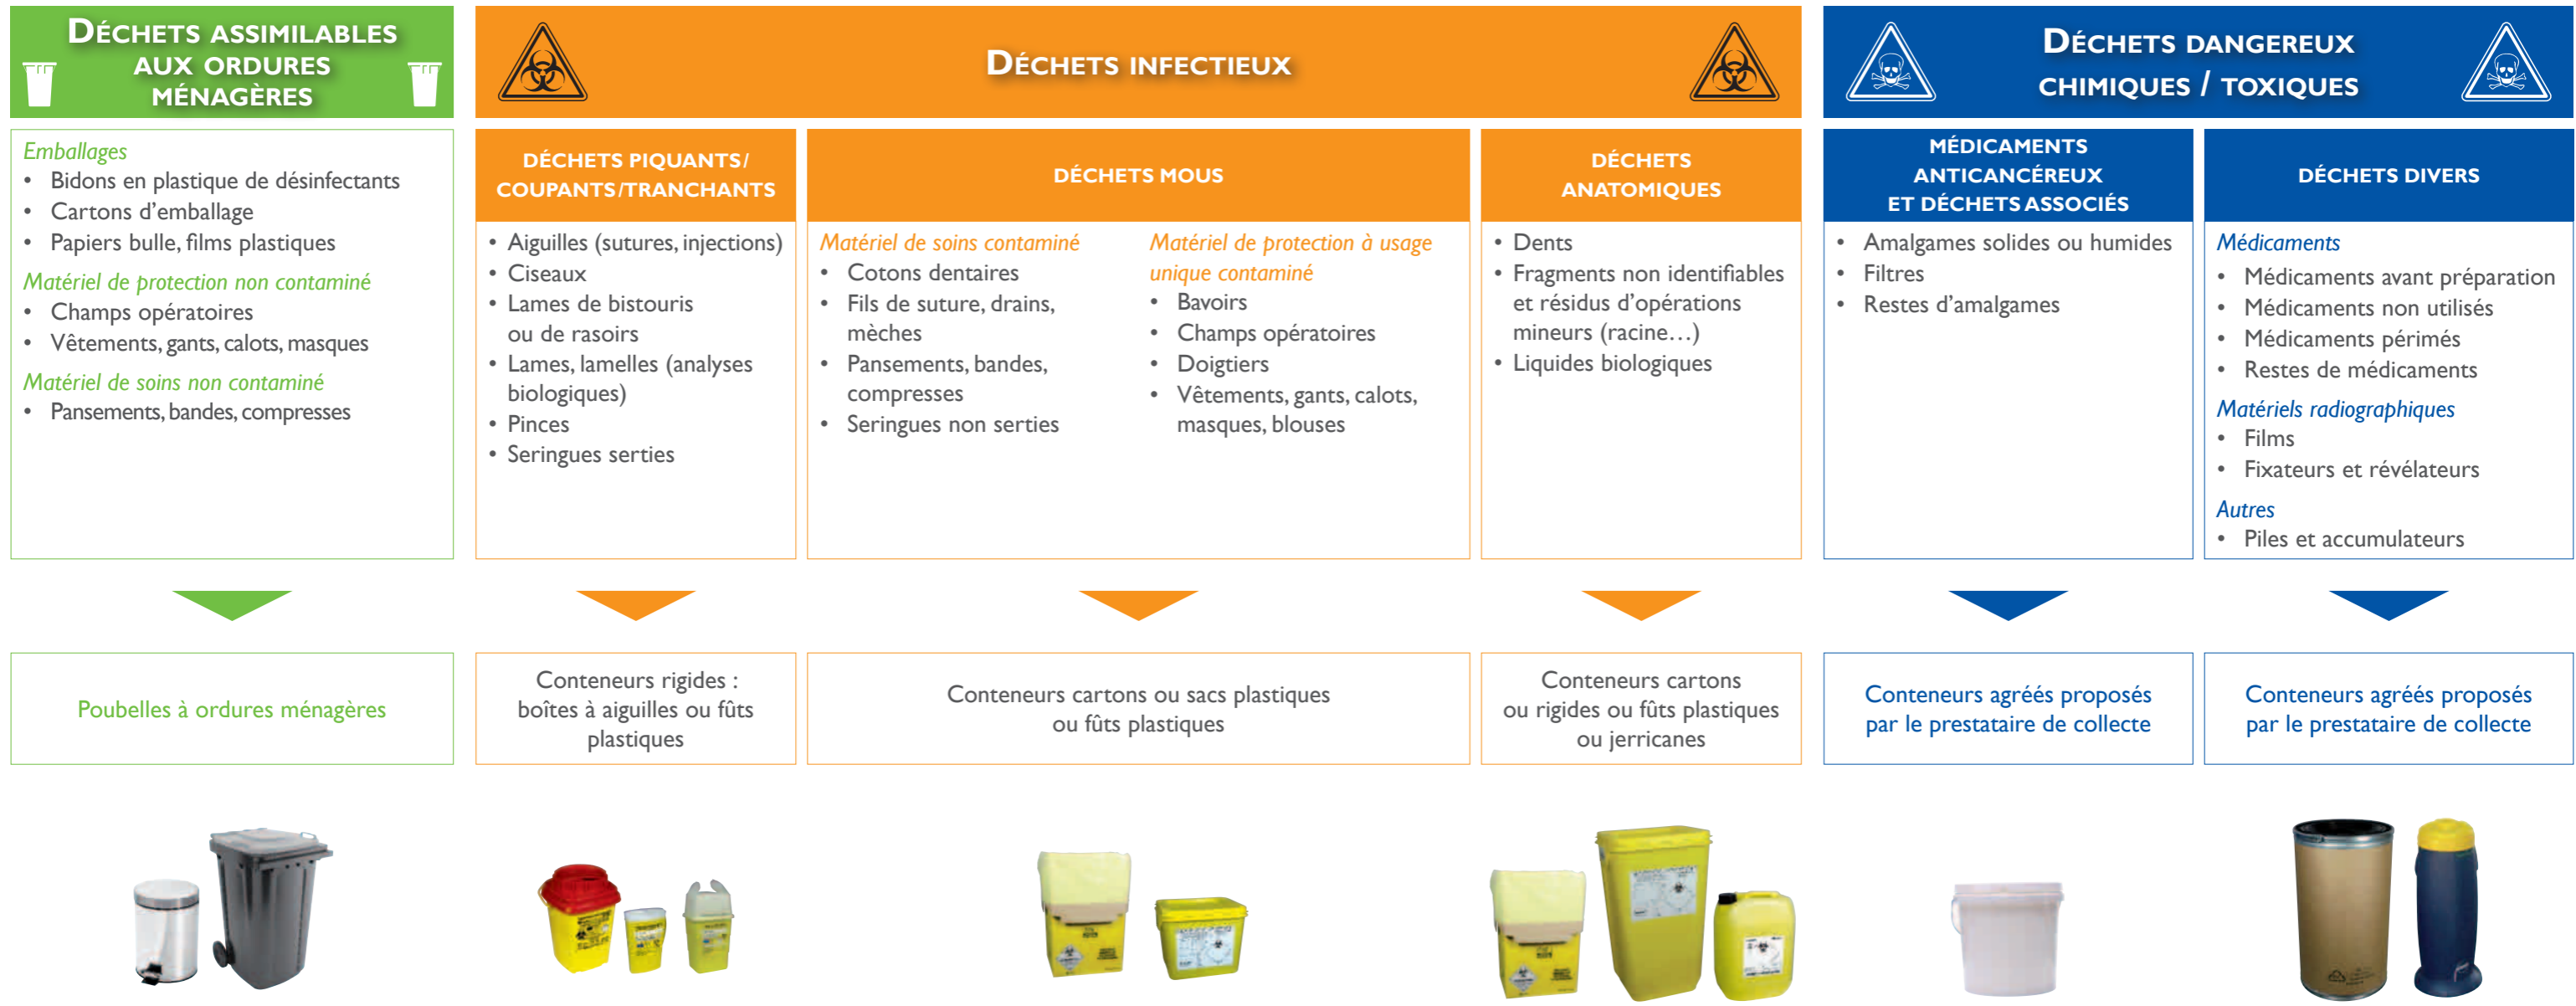 DÉCHETS ASSIMILABLES
AUX ORDURES
MÉNAGÈRES
Emballages
• Bidons en plastique de désinfectants
• Cartons d’emballage
• Papiers bulle, films plastiques
Matériel de protection non contaminé
• Champs opératoires
• Vêtements, gants, calots, masques
Matériel de soins non contaminé
• Pansements, bandes, compresses
Poubelles à ordures ménagères
DÉCHETS INFECTIEUX
DÉCHETS PIQUANTS/
COUPANTS/TRANCHANTS
• Aiguilles (sutures, injections)
• Ciseaux
• Lames de bistouris
ou de rasoirs
• Lames, lamelles (analyses
biologiques)
• Pinces
• Seringues serties
Conteneurs rigides :
boîtes à aiguilles ou fûts
plastiques
DÉCHETS MOUS
Matériel de soins contaminé
• Cotons dentaires
• Fils de suture, drains,
mèches
• Pansements, bandes,
compresses
• Seringues non serties
Matériel de protection à usage
unique contaminé
• Bavoirs
• Champs opératoires
• Doigtiers
• Vêtements, gants, calots,
masques, blouses
Conteneurs cartons ou sacs plastiques
ou fûts plastiques
DÉCHETS
ANATOMIQUES
• Dents
• Fragments non identifiables
et résidus d’opérations
mineurs (racine…)
• Liquides biologiques
Conteneurs cartons
ou rigides ou fûts plastiques
ou jerricanes
DÉCHETS DANGEREUX
CHIMIQUES / TOXIQUES
MÉDICAMENTS
ANTICANCÉREUX
ET DÉCHETS ASSOCIÉS
• Amalgames solides ou humides
• Filtres
• Restes d’amalgames
Conteneurs agréés proposés
par le prestataire de collecte
DÉCHETS DIVERS
Médicaments
• Médicaments avant préparation
• Médicaments non utilisés
• Médicaments périmés
• Restes de médicaments
Matériels radiographiques
• Films
• Fixateurs et révélateurs
Autres
• Piles et accumulateurs
Conteneurs agréés proposés
par le prestataire de collecte